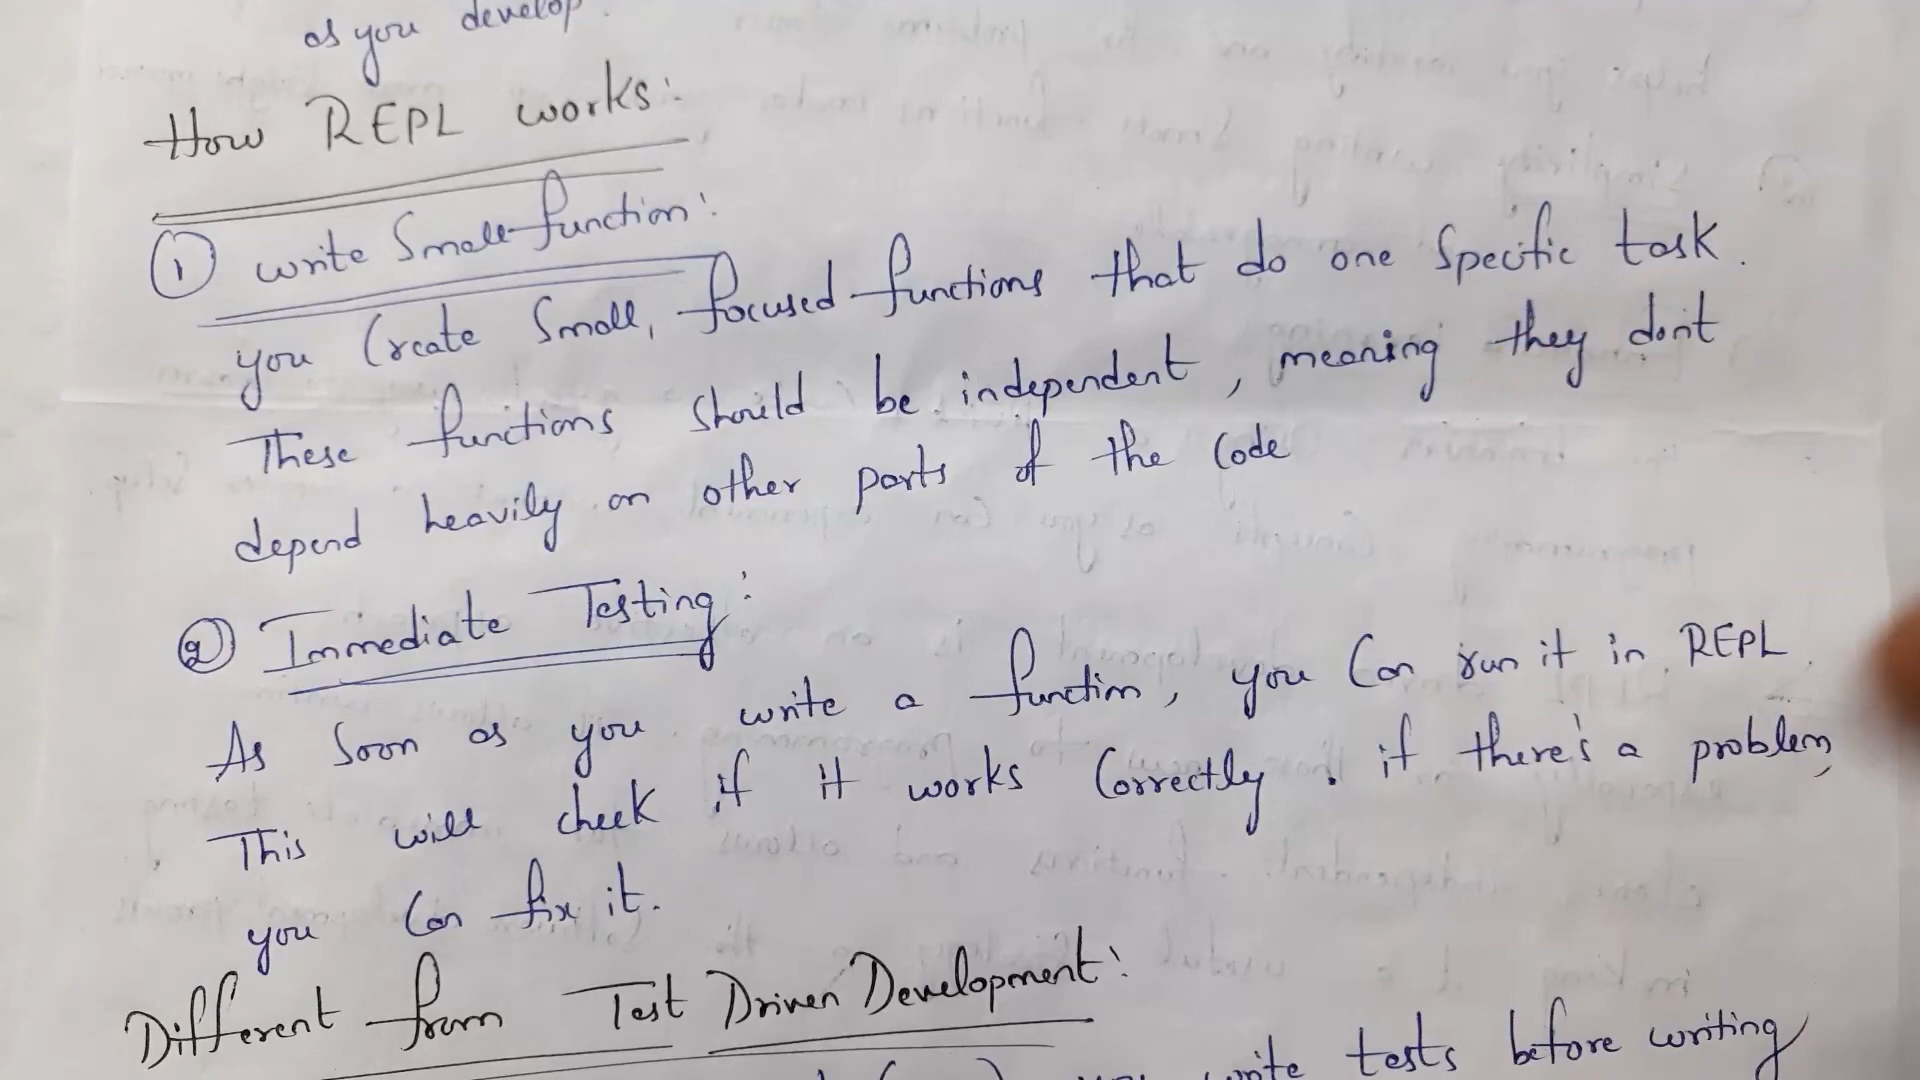 as you develop.
How REPL works:
① write Small function:
you Create Small, focused functions that do one specific task.
These functions should be independent, meaning they don't
depend heavily on other parts of the Code
② Immediate Testing:
As Soon as you write a function, you Can run it in REPL.
This will check if it works Correctly. if there's a problem,
you Can fix it.
Different from Test Driven Development:
write tests before writing